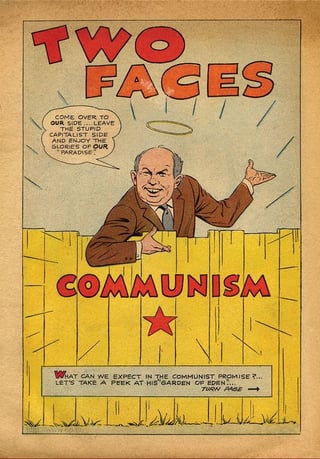 TWO
FACES
COME OVER TO
OUR SIDE....LEAVE
THE STUPID
CAPITALIST SIDE
AND ENJOY THE
GLORIES OF OUR
"PARADISE".
COMMUNISM
WHAT CAN WE EXPECT IN THE COMMUNIST PROMISE?...
LET'S TAKE A PEEK AT HIS "GARDEN OF EDEN"...
TURN PAGE →